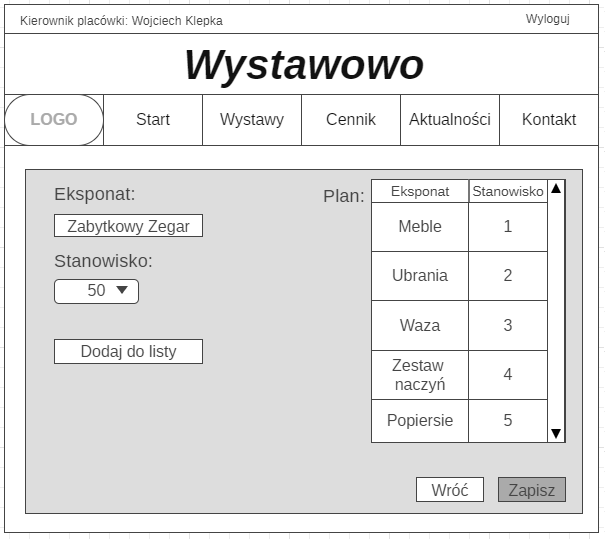 Kierownik placówki: Wojciech Klepka
Wyloguj
Wystawowo
LOGO
Start
Wystawy
Cennik
Aktualności
Kontakt
Eksponat:
Zabytkowy Zegar
Stanowisko:
50
Dodaj do listy
Plan:
Eksponat Stanowisko
Meble 1
Ubrania 2
Waza 3
Zestaw
naczyń 4
Popiersie 5
Wróć
Zapisz